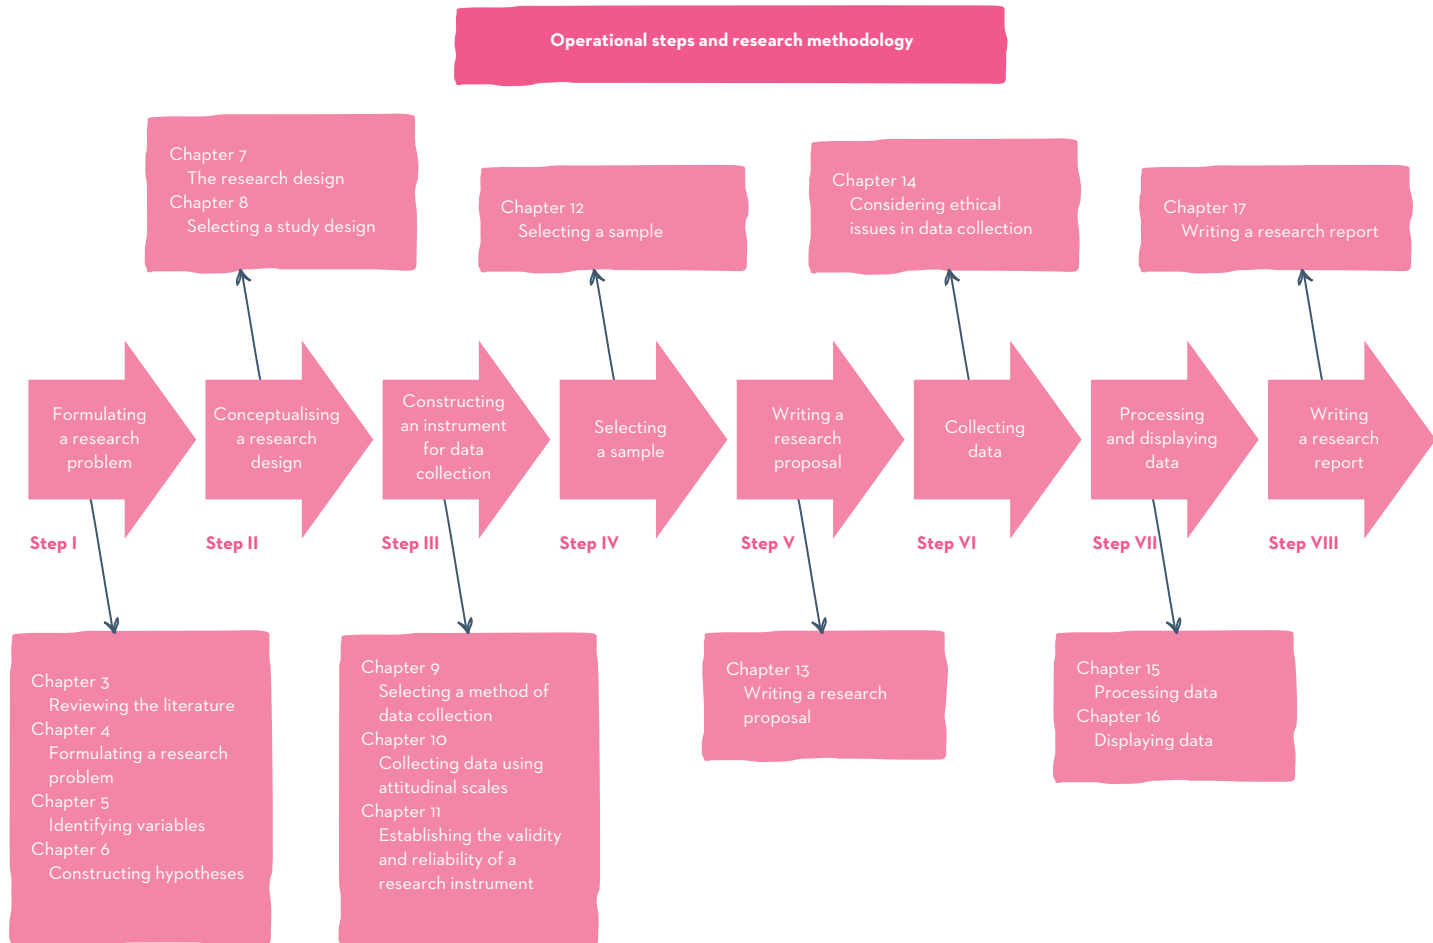 Operational steps and research methodology
Chapter 7
The research design
Chapter 8
Selecting a study design
Chapter 12
Selecting a sample
Chapter 14
Considering ethical
issues in data collection
Chapter 17
Writing a research report
Formulating
a research
problem
Conceptualising
a research
design
Constructing
an instrument
for data
collection
Selecting
a sample
Writing a
research
proposal
Collecting
data
Processing
and displaying
data
Writing
a research
report
Step I
Step II
Step III
Step IV
Step V
Step VI
Step VII
Step VIII
Chapter 3
Reviewing the literature
Chapter 4
Formulating a research
problem
Chapter 5
Identifying variables
Chapter 6
Constructing hypotheses
Chapter 9
Selecting a method of
data collection
Chapter 10
Collecting data using
attitudinal scales
Chapter 11
Establishing the validity
and reliability of a
research instrument
Chapter 13
Writing a research
proposal
Chapter 15
Processing data
Chapter 16
Displaying data